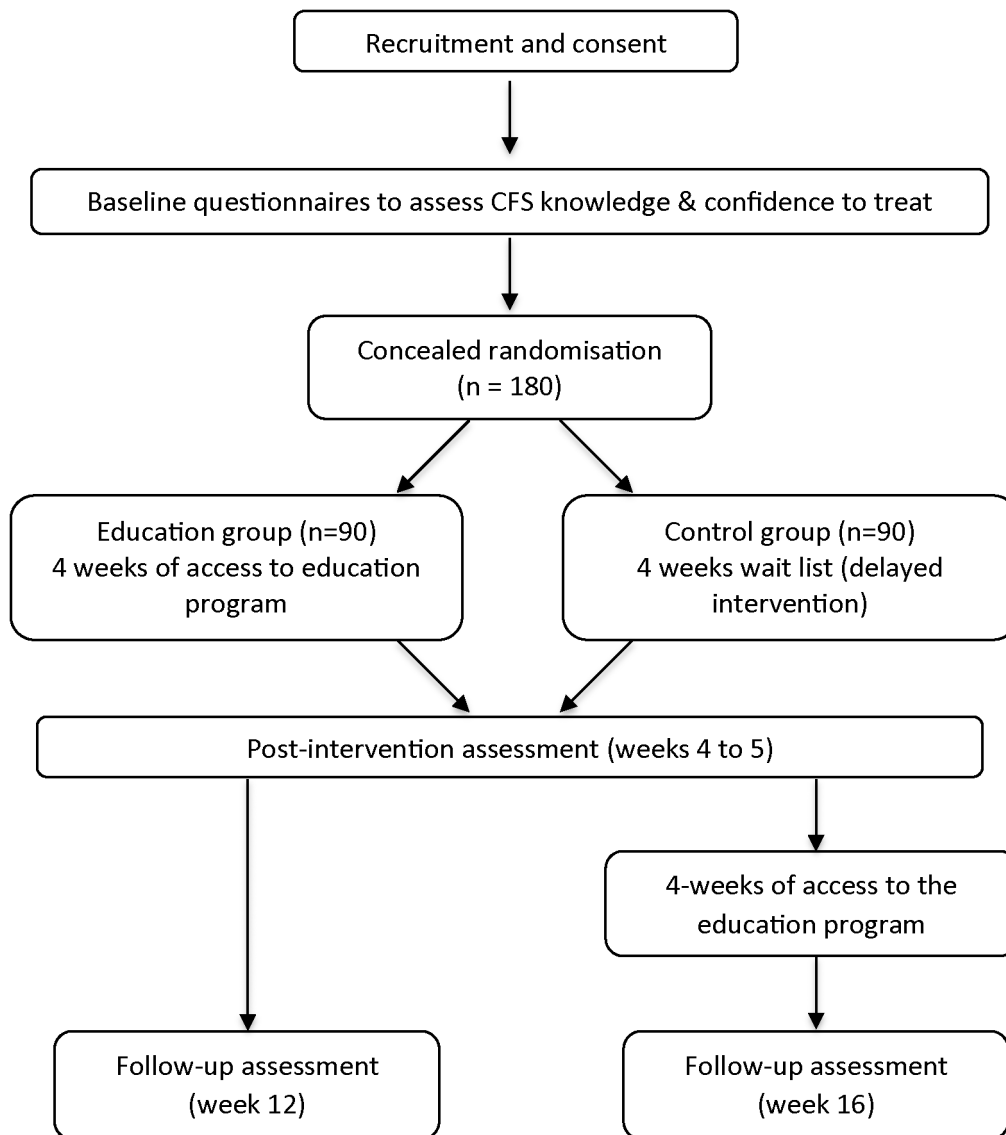 Recruitment and consent
Baseline questionnaires to assess CFS knowledge & confidence to treat
Concealed randomisation
(n = 180)
Education group (n=90)
4 weeks of access to education
program
Control group (n=90)
4 weeks wait list (delayed
intervention)
Post-intervention assessment (weeks 4 to 5)
4-weeks of access to the
education program
Follow-up assessment
(week 12)
Follow-up assessment
(week 16)